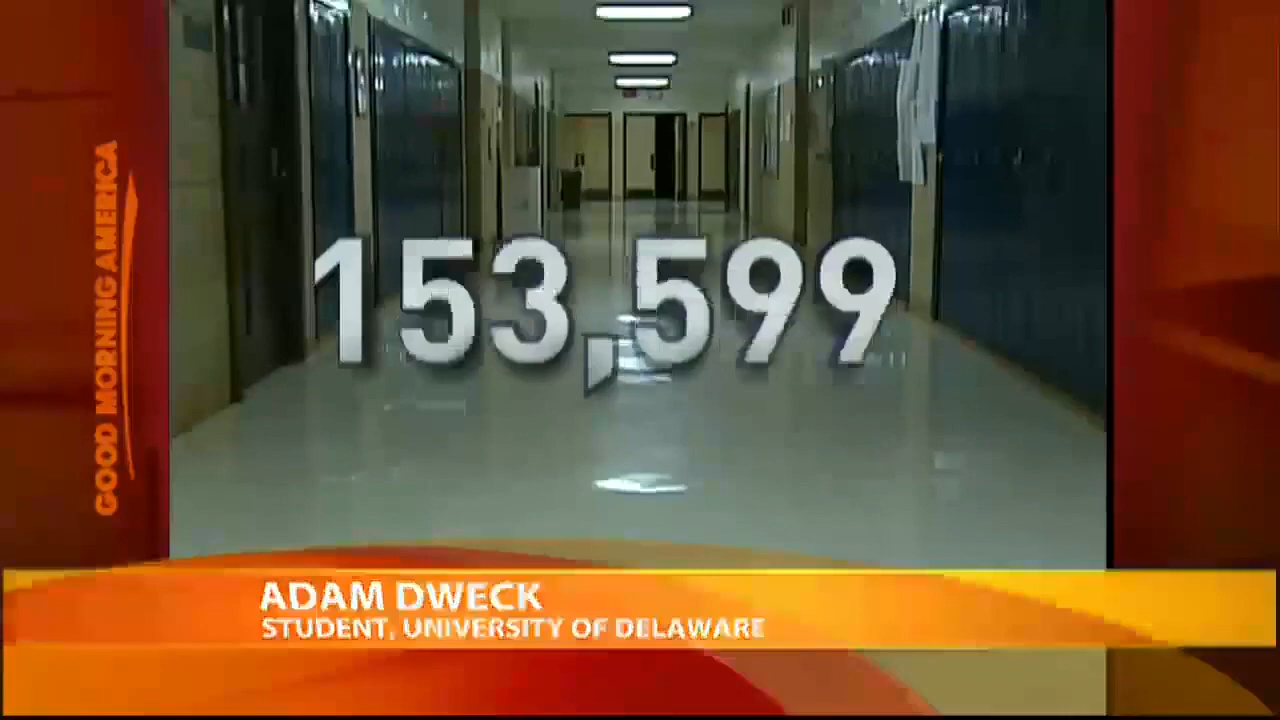 GOOD MORNING AMERICA
153,599
ADAM DWECK
STUDENT, UNIVERSITY OF DELAWARE